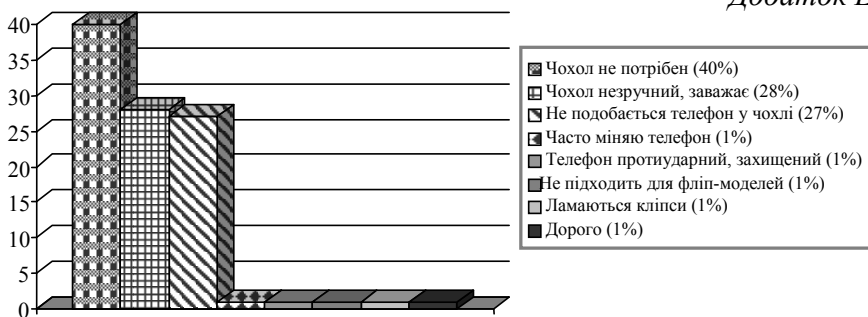 Додаток
40
35
30
25
20
15
10
5
0
Чохол не потрібен (40%)
Чохол незручний, заважає (28%)
Не подобається телефон у чохлі (27%)
Часто міняю телефон (1%)
Телефон протиударний, захищений (1%)
Не підходить для фліп-моделей (1%)
Ламаються кліпси (1%)
Дорого (1%)